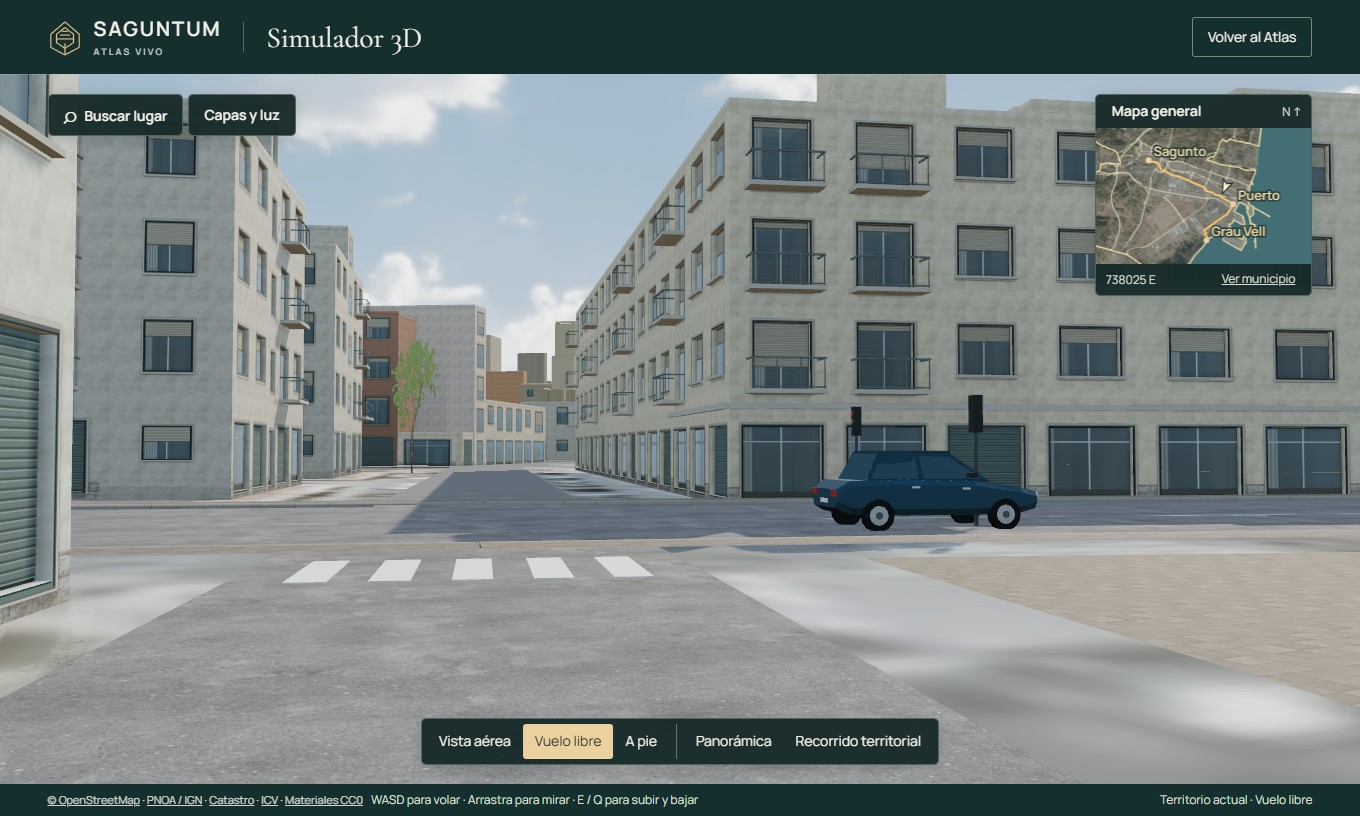 SAGUNTUM
ATLAS VIVO
Simulador 3D
Volver al Atlas
Buscar lugar
Capas y luz
Mapa general
N ↑
Sagunto
Puerto
Grau Vell
738025 E
Ver municipio
Vista aérea
Vuelo libre
A pie
Panorámica
Recorrido territorial
© OpenStreetMap · PNOA / IGN · Catastro · ICV · Materiales CC0 WASD para volar · Arrastra para mirar · E / Q para subir y bajar
Territorio actual · Vuelo libre